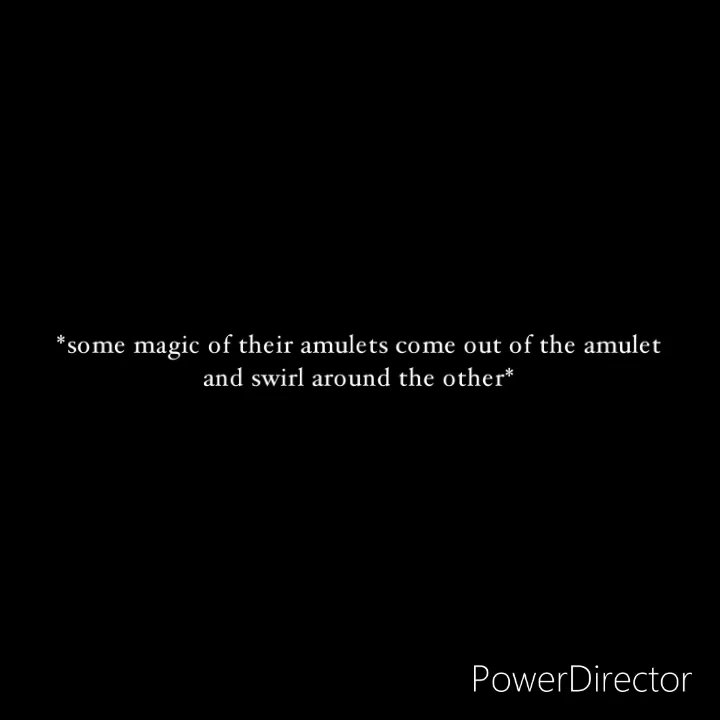 *some magic of their amulets come out of the amulet
and swirl around the other*
PowerDirector